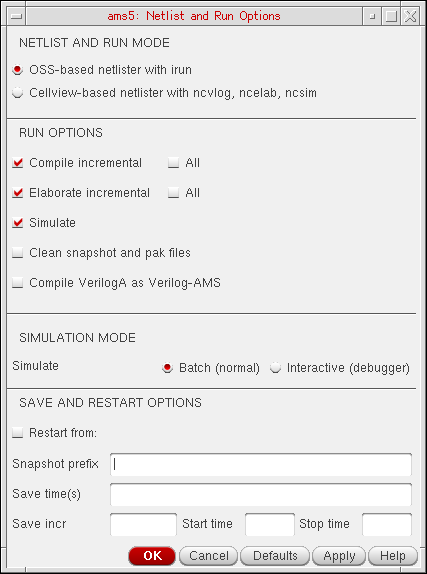 ams5: Netlist and Run Options
NETLIST AND RUN MODE
OSS-based netlister with irun
Cellview-based netlister with ncvlog, ncelab, ncsim
RUN OPTIONS
Compile incremental All
Elaborate incremental All
Simulate
Clean snapshot and pak files
Compile VerilogA as Verilog-AMS
SIMULATION MODE
Simulate Batch (normal) Interactive (debugger)
SAVE AND RESTART OPTIONS
Restart from:
Snapshot prefix
Save time(s)
Save incr Start time Stop time
OK Cancel Defaults Apply Help